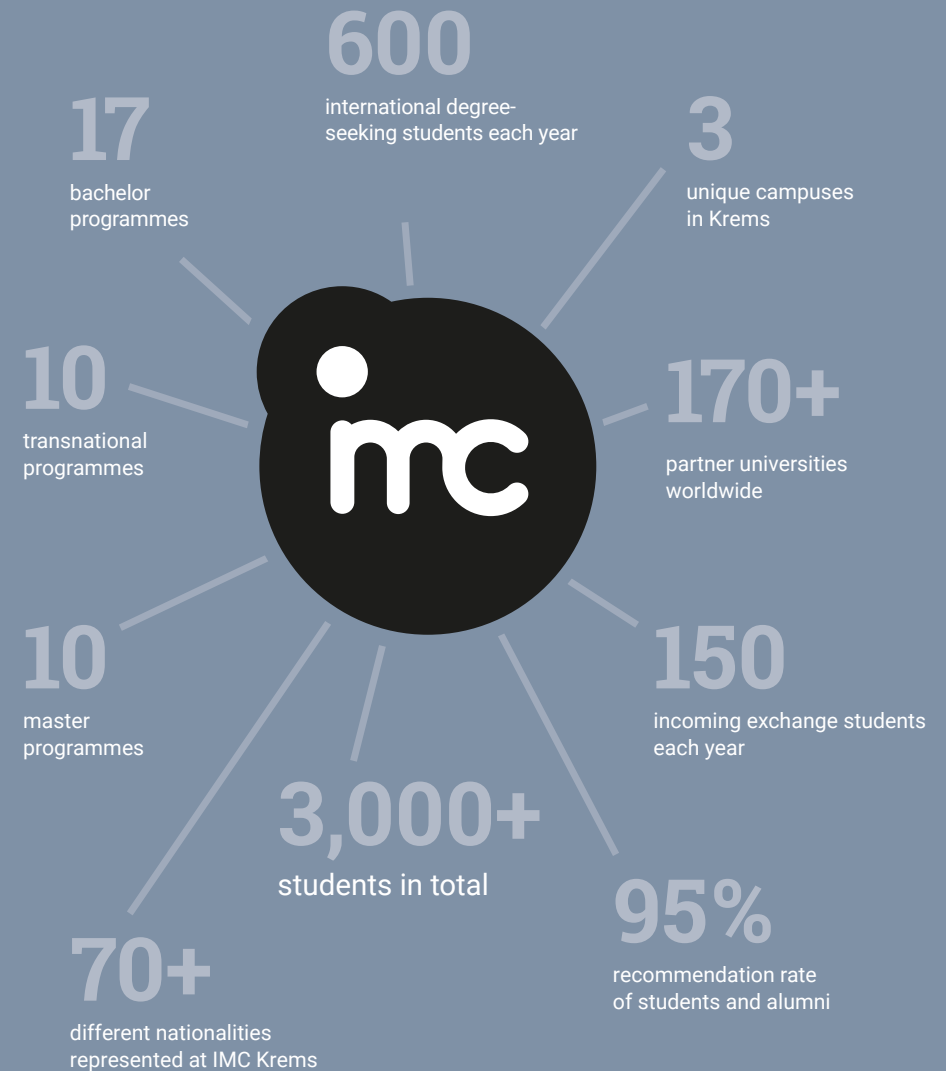 600
international degree-
seeking students each year
17
bachelor
programmes
3
unique campuses
in Krems
10
transnational
programmes
imc
170+
partner universities
worldwide
10
master
programmes
150
incoming exchange students
each year
3,000+
students in total
95%
recommendation rate
of students and alumni
70+
different nationalities
represented at IMC Krems